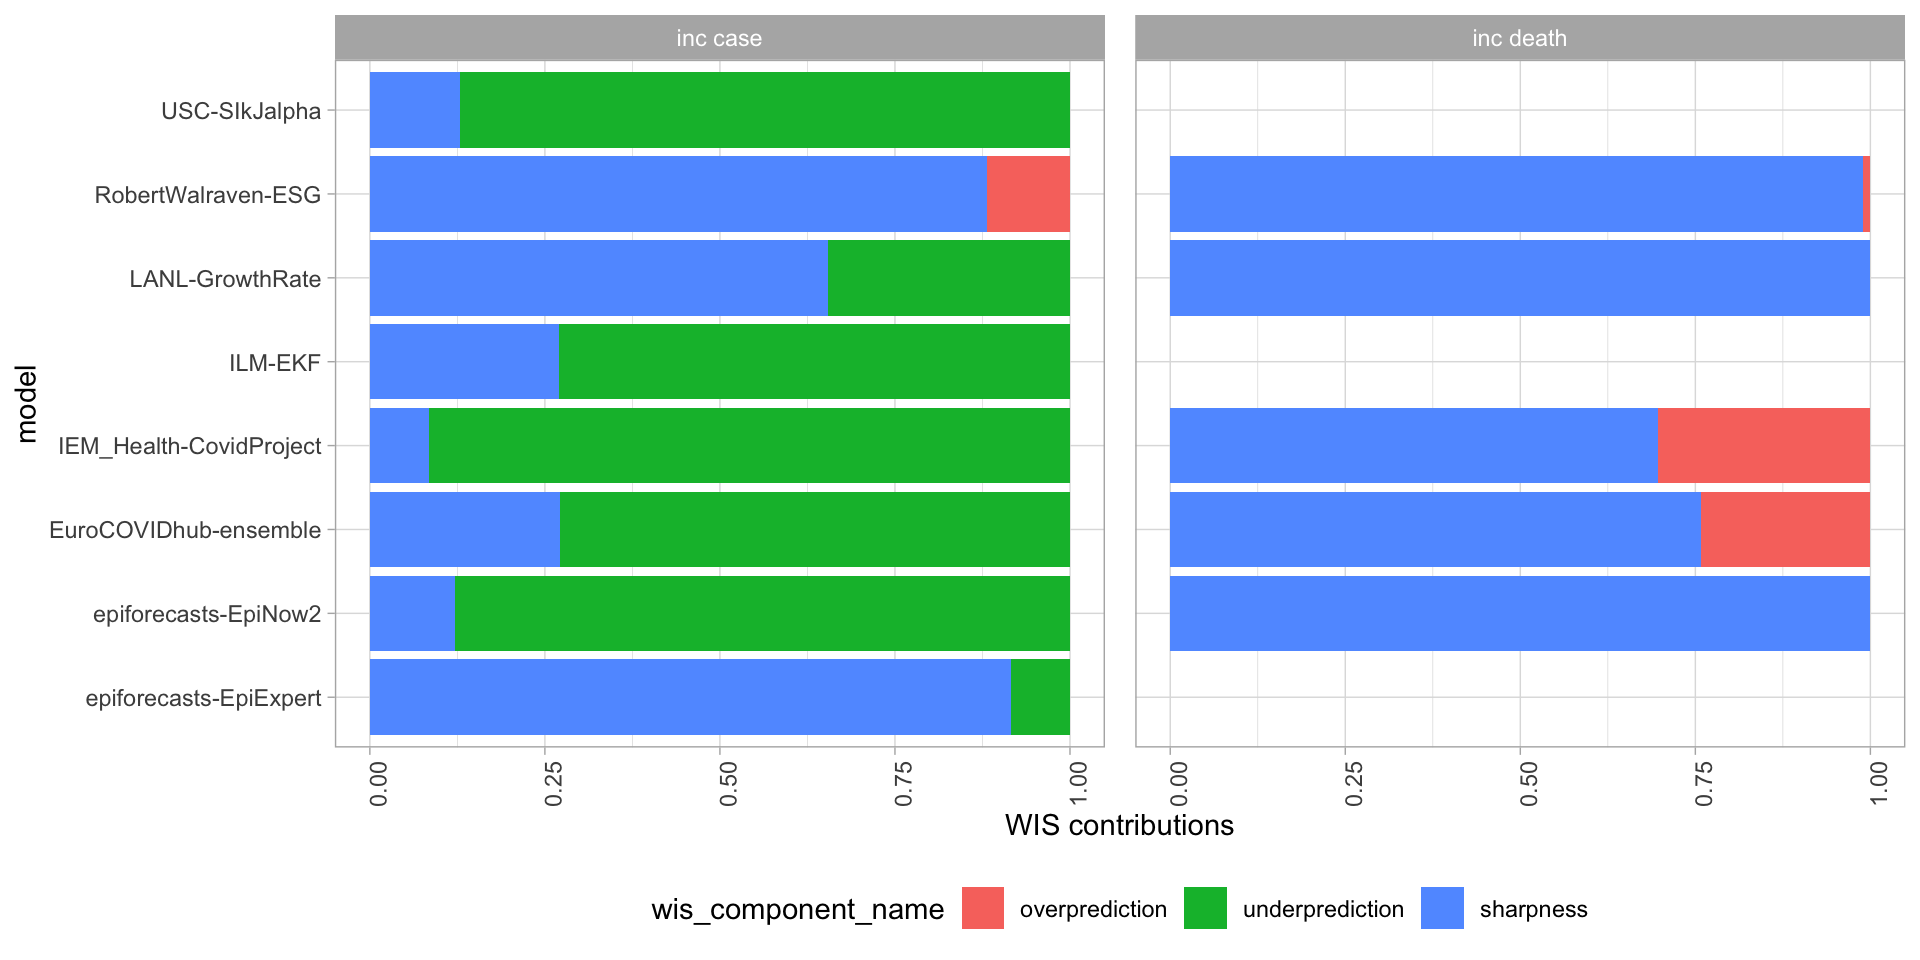 inc case
inc death
USC-SIkJalpha
RobertWalraven-ESG
LANL-GrowthRate
ILM-EKF
IEM_Health-CovidProject
EuroCOVIDhub-ensemble
epiforecasts-EpiNow2
epiforecasts-EpiExpert
model
0.00 0.25 0.50 0.75 1.00
0.00 0.25 0.50 0.75 1.00
WIS contributions
wis_component_name overprediction underprediction sharpness